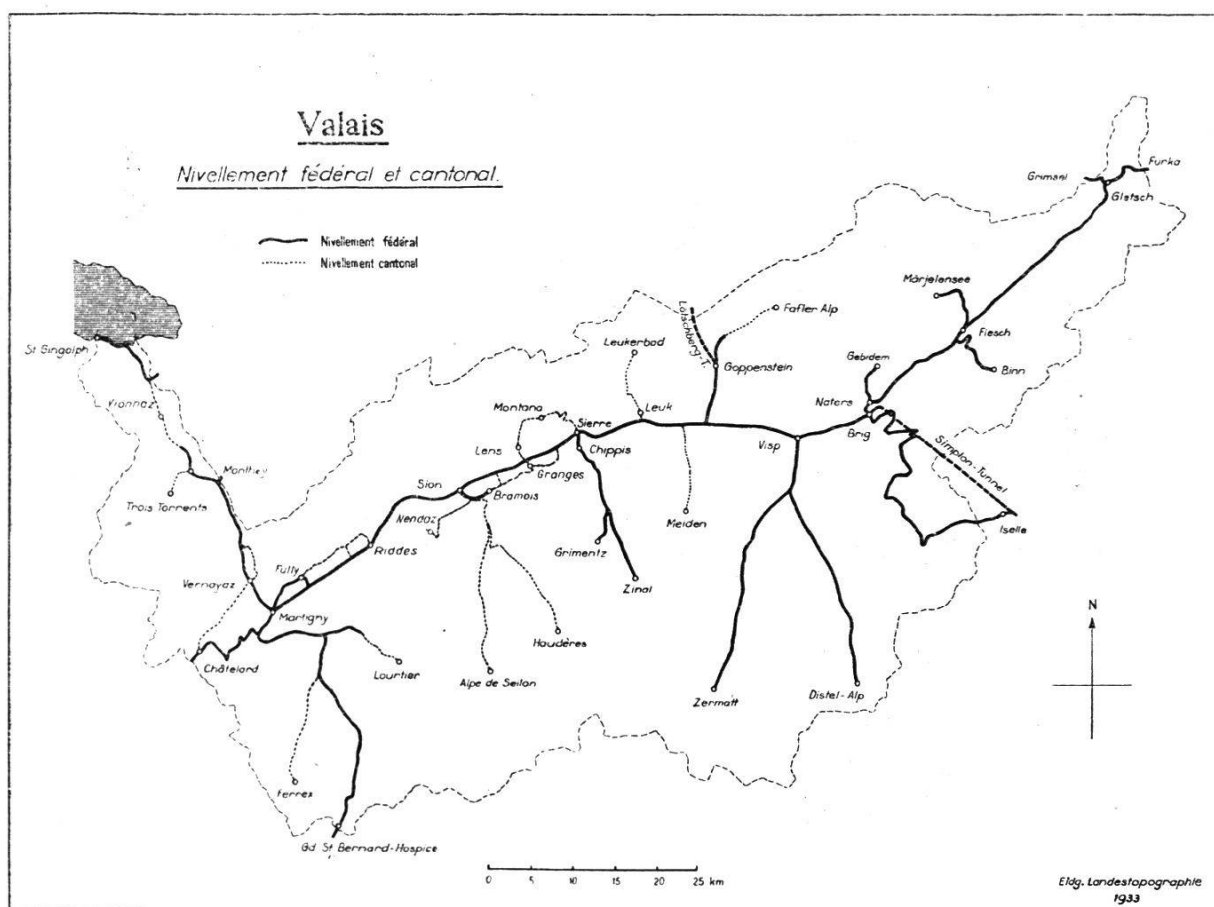 Valais
Nivellement fédéral et cantonal.
Nivellement fédéral
Nivellement cantonal
Furka
Grimsel
Gletsch
Märjelensee
Lötschberg-T.
Fafler-Alp
St Gingolph
Fiesch
Leukerbad
Goppenstein
Gebidem
Binn
Vionnaz
Montana
Naters
Leuk
Sierre
Brig
Simplon-Tunnel
Lens
Chippis
Visp
Monthey
Granges
Trois Torrents
Sion
Bramois
Nendaz
Meiden
Iselle
Riddes
Grimentz
Fully
Vernayaz
Zinal
N
Martigny
Haudères
Châtelard
Lourtier
Alpe de Seilon
Zermatt
Distel-Alp
Ferrex
Gd St Bernard-Hospice
0 5 10 15 20 25 km
Eidg. Landestopographie
1933